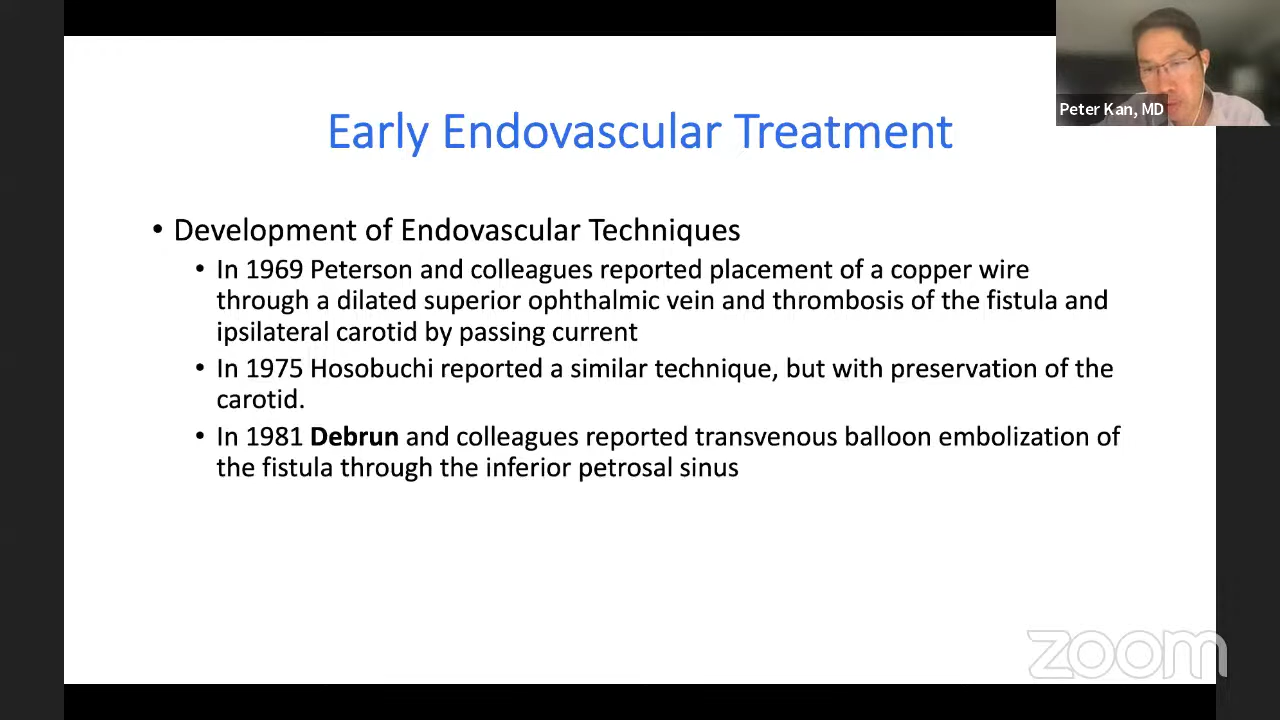 Peter Kan, MD
Early Endovascular Treatment
• Development of Endovascular Techniques
• In 1969 Peterson and colleagues reported placement of a copper wire
through a dilated superior ophthalmic vein and thrombosis of the fistula and
ipsilateral carotid by passing current
• In 1975 Hosobuchi reported a similar technique, but with preservation of the
carotid.
• In 1981 Debrun and colleagues reported transvenous balloon embolization of
the fistula through the inferior petrosal sinus
zoom